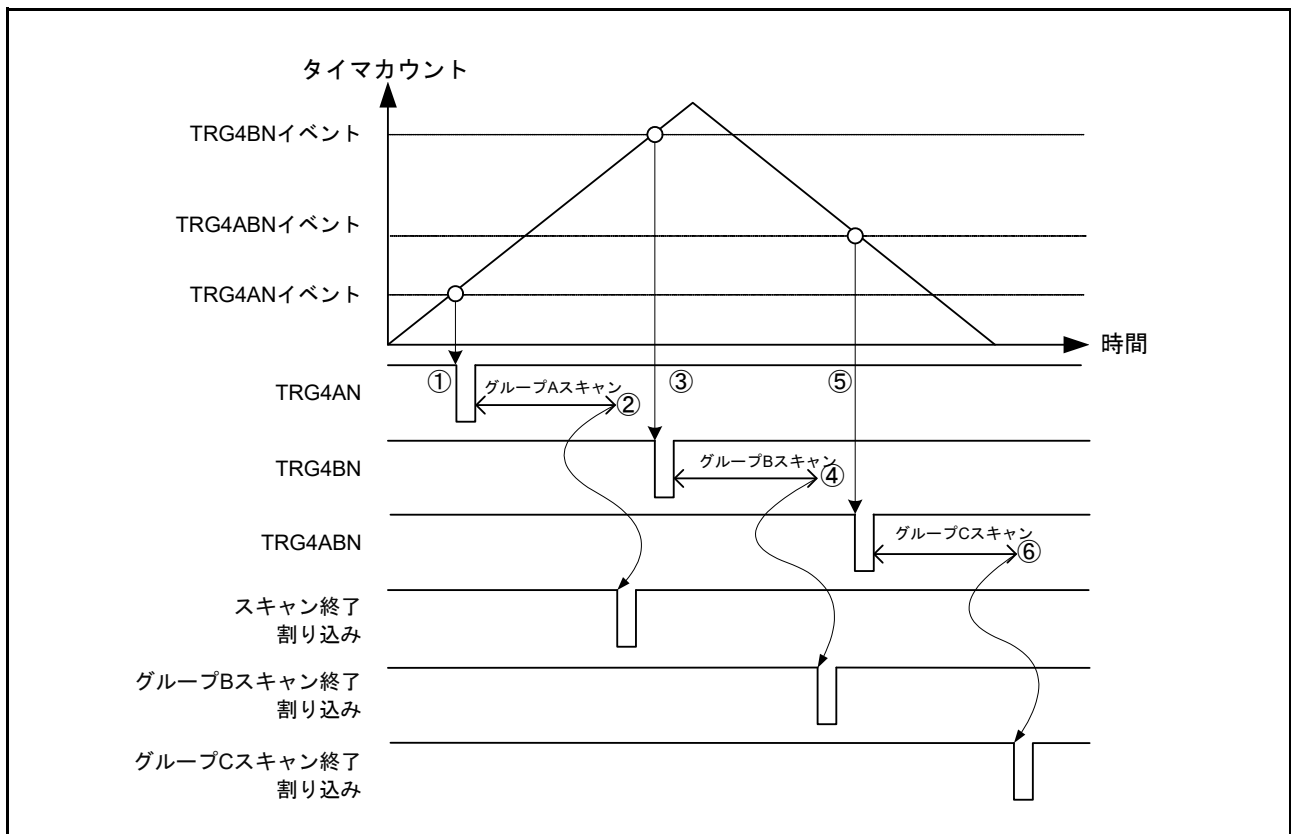 タイマカウント
TRG4BNイベント
TRG4ABNイベント
TRG4ANイベント
時間
TRG4AN
①
グループAスキャン
②
③
⑤
TRG4BN
グループBスキャン
④
TRG4ABN
グループCスキャン
⑥
スキャン終了
割り込み
グループBスキャン終了
割り込み
グループCスキャン終了
割り込み